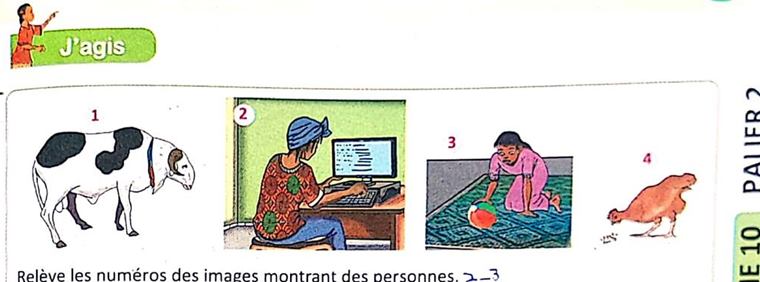 J'agis
1
2
3
4
Relève les numéros des images montrant des personnes. 2-3
PALIER 2
E 10